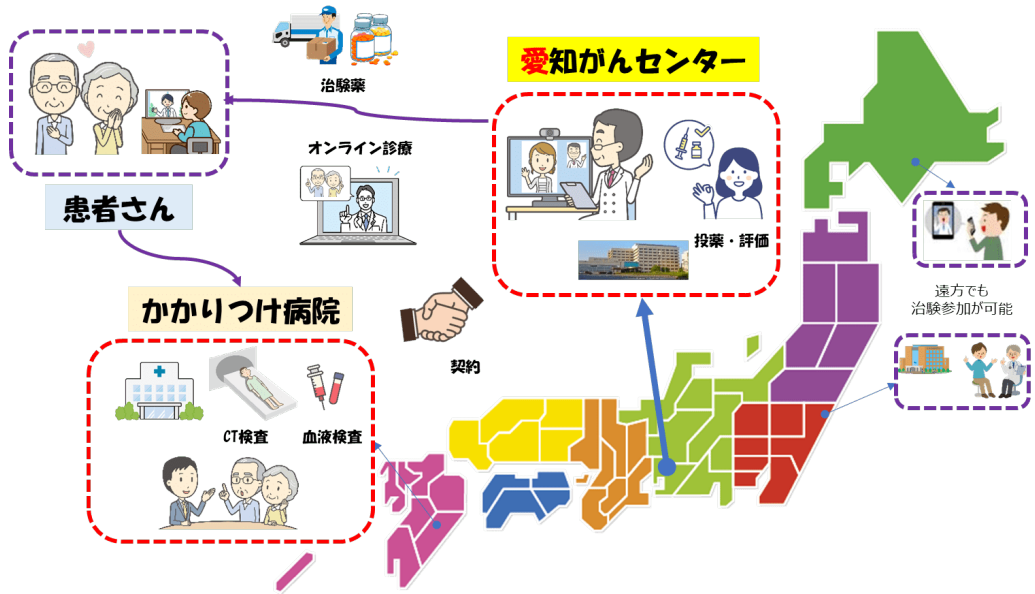 治験薬
愛知がんセンター
オンライン診療
患者さん
投薬・評価
遠方でも
治験参加が可能
かかりつけ病院
契約
CT検査
血液検査